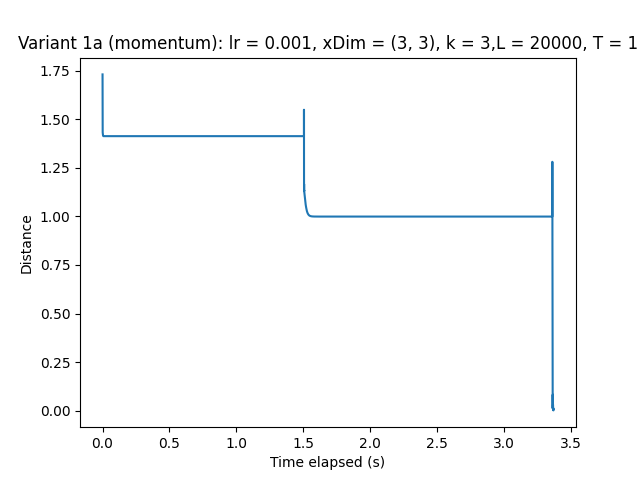 Variant 1a (momentum): lr = 0.001, xDim = (3, 3), k = 3,L = 20000, T = 1
1.75
1.50
1.25
1.00
0.75
0.50
0.25
0.00
Distance
0.0 0.5 1.0 1.5 2.0 2.5 3.0 3.5
Time elapsed (s)